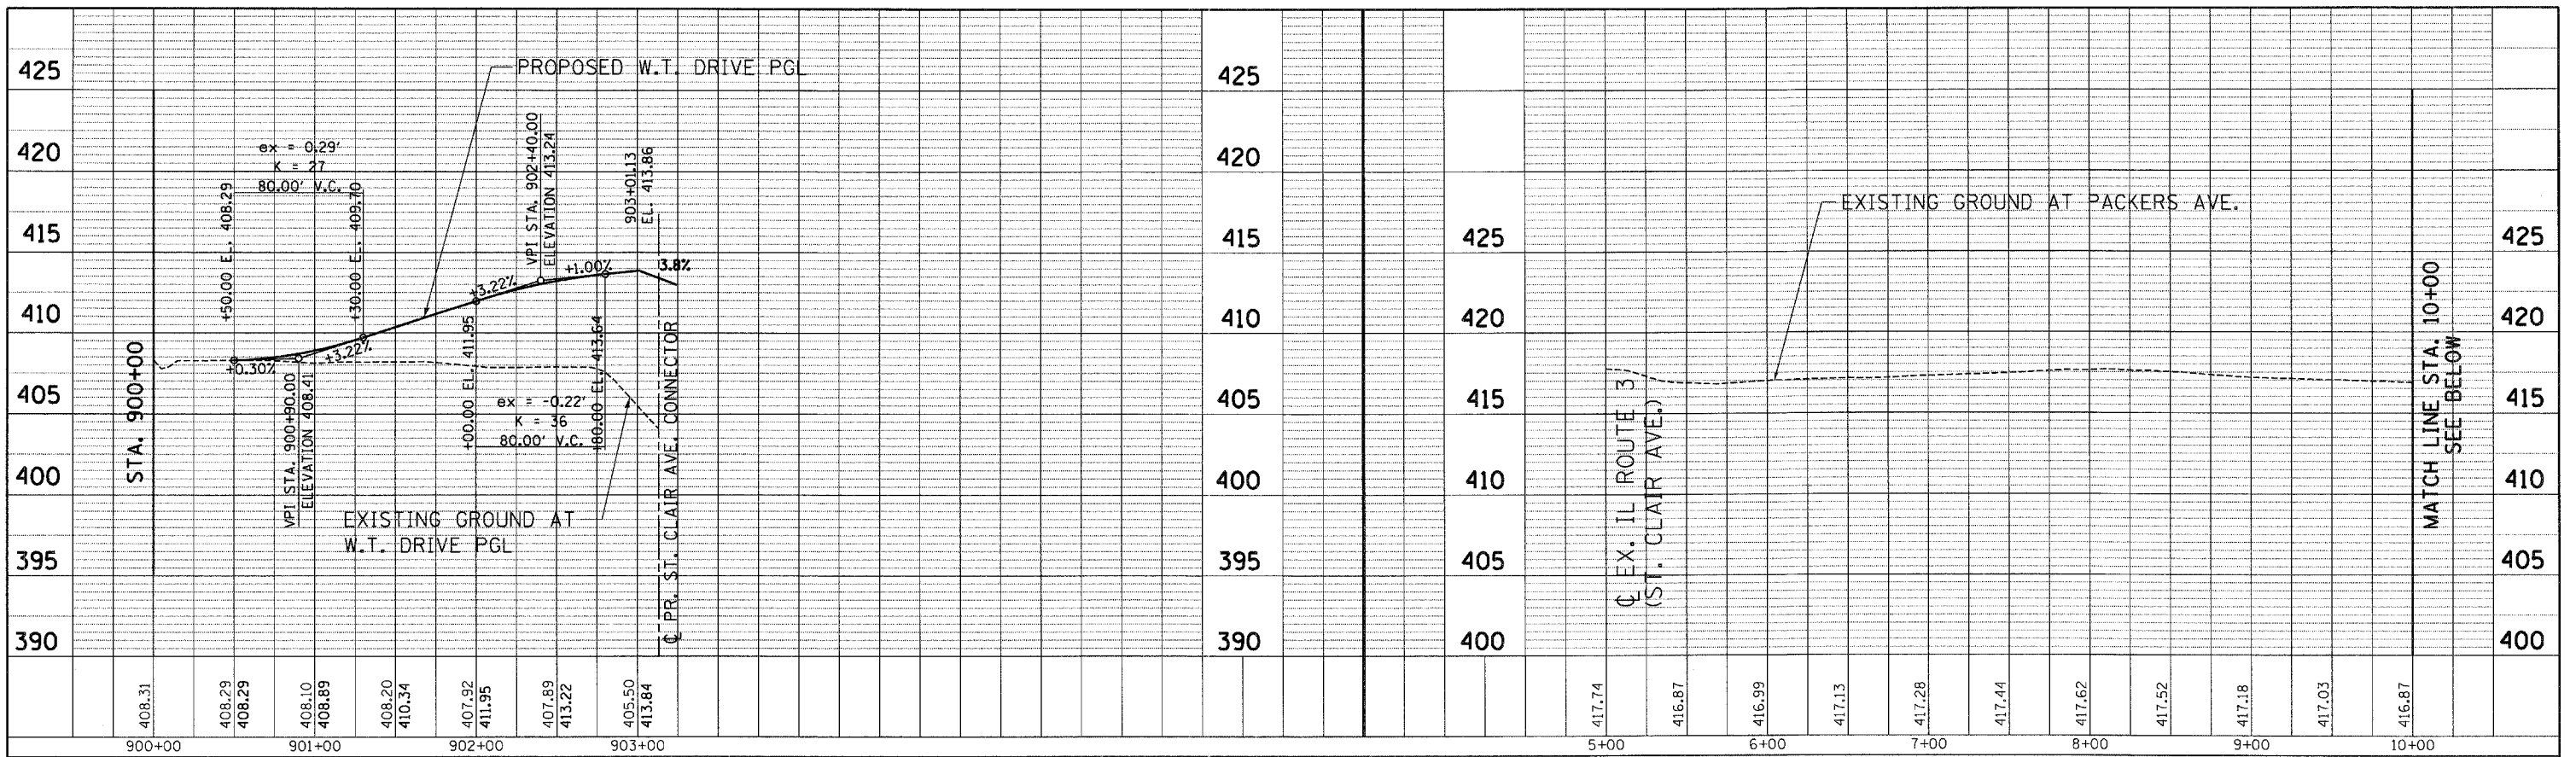 425
420
415
410
405
400
395
390
PROPOSED W.T. DRIVE PGL
ex = 0.29'
K = 27
80.00' V.C.
+50.00 EL. 408.29
+30.00 EL. 409.70
VPI STA. 902+40.00
ELEVATION 413.24
903+01.13
EL. 413.86
+0.30%
+3.22%
+3.22%
+1.00%
3.8%
STA. 900+00
VPI STA. 900+90.00
ELEVATION 408.41
+00.00 EL. 411.95
+80.00 EL. 413.64
ex = -0.22'
K = 36
80.00' V.C.
EXISTING GROUND AT
W.T. DRIVE PGL
℄ PR. ST. CLAIR AVE. CONNECTOR
408.31
408.29
408.29
408.10
408.89
408.20
410.34
407.92
411.95
407.89
413.22
405.50
413.84
900+00
901+00
902+00
903+00
425
420
415
410
405
400
395
390
425
420
415
410
405
400
EXISTING GROUND AT PACKERS AVE.
℄ EX. IL ROUTE 3
(ST. CLAIR AVE.)
MATCH LINE STA. 10+00
SEE BELOW
425
420
415
410
405
400
417.74
416.87
416.99
417.13
417.28
417.44
417.62
417.52
417.18
417.03
416.87
5+00
6+00
7+00
8+00
9+00
10+00